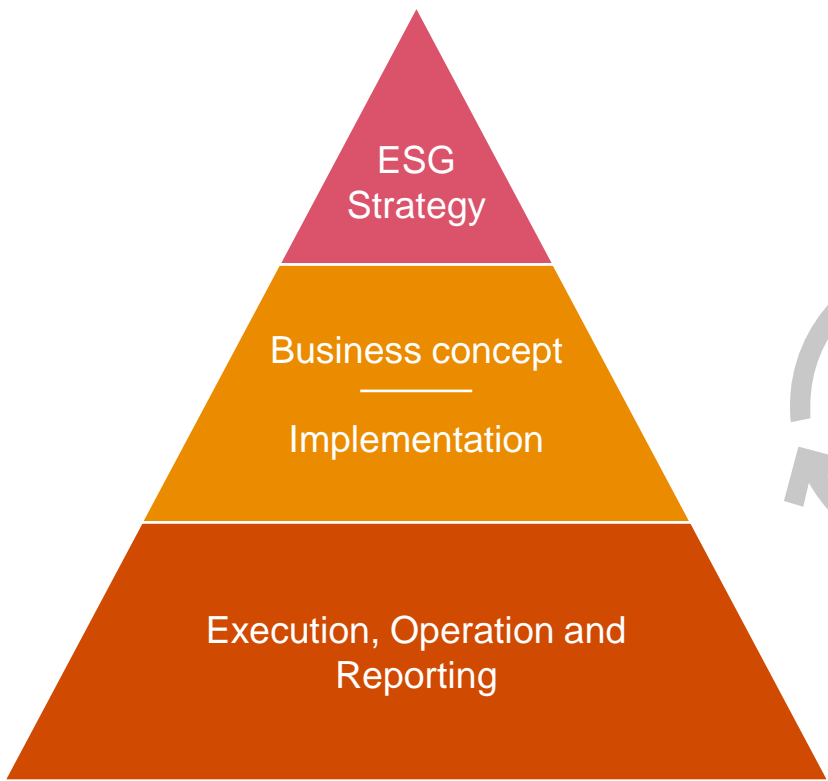 ESG
Strategy
Business concept
Implementation
Execution, Operation and
Reporting